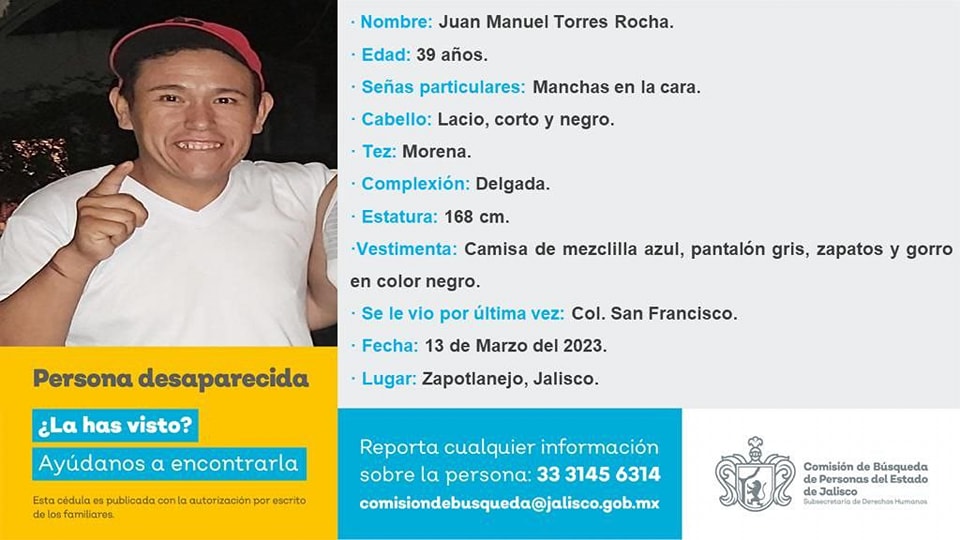 · Nombre: Juan Manuel Torres Rocha.
· Edad: 39 años.
· Señas particulares: Manchas en la cara.
· Cabello: Lacio, corto y negro.
· Tez: Morena.
· Complexión: Delgada.
· Estatura: 168 cm.
·Vestimenta: Camisa de mezclilla azul, pantalón gris, zapatos y gorro
en color negro.
· Se le vio por última vez: Col. San Francisco.
· Fecha: 13 de Marzo del 2023.
· Lugar: Zapotlanejo, Jalisco.
Persona desaparecida
¿La has visto?
Ayúdanos a encontrarla
Esta cédula es publicada con la autorización por escrito
de los familiares.
Reporta cualquier información
sobre la persona: 33 3145 6314
comisiondebusqueda@jalisco.gob.mx
Comisión de Búsqueda
de Personas del Estado
de Jalisco
Subsecretaría de Derechos Humanos